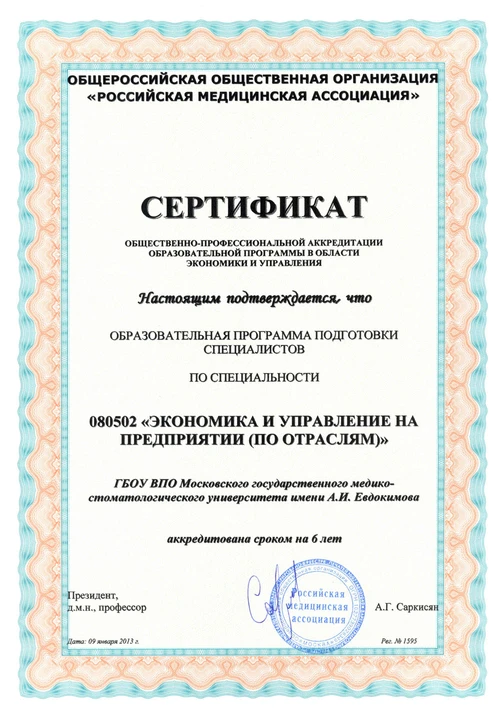 ОБЩЕРОССИЙСКАЯ ОБЩЕСТВЕННАЯ ОРГАНИЗАЦИЯ
«РОССИЙСКАЯ МЕДИЦИНСКАЯ АССОЦИАЦИЯ»
СЕРТИФИКАТ
ОБЩЕСТВЕННО-ПРОФЕССИОНАЛЬНОЙ АККРЕДИТАЦИИ
ОБРАЗОВАТЕЛЬНОЙ ПРОГРАММЫ В ОБЛАСТИ
ЭКОНОМИКИ И УПРАВЛЕНИЯ
Настоящим подтверждается, что
ОБРАЗОВАТЕЛЬНАЯ ПРОГРАММА ПОДГОТОВКИ
СПЕЦИАЛИСТОВ
ПО СПЕЦИАЛЬНОСТИ
080502 «ЭКОНОМИКА И УПРАВЛЕНИЕ НА
ПРЕДПРИЯТИИ (ПО ОТРАСЛЯМ)»
ГБОУ ВПО Московского государственного медико-
стоматологического университета имени А.И. Евдокимова
аккредитована сроком на 6 лет
Президент,
д.м.н., профессор
Российская
медицинская
ассоциация
А.Г. Саркисян
Дата: 09 января 2013 г.
Рег. № 1595